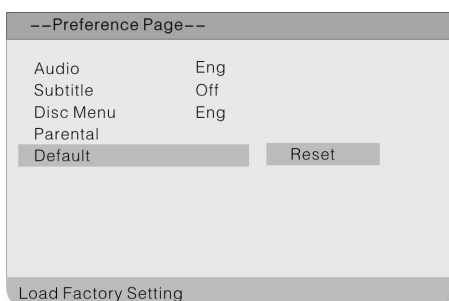 --Preference Page--
Audio Eng
Subtitle Off
Disc Menu Eng
Parental
Default Reset
Load Factory Setting